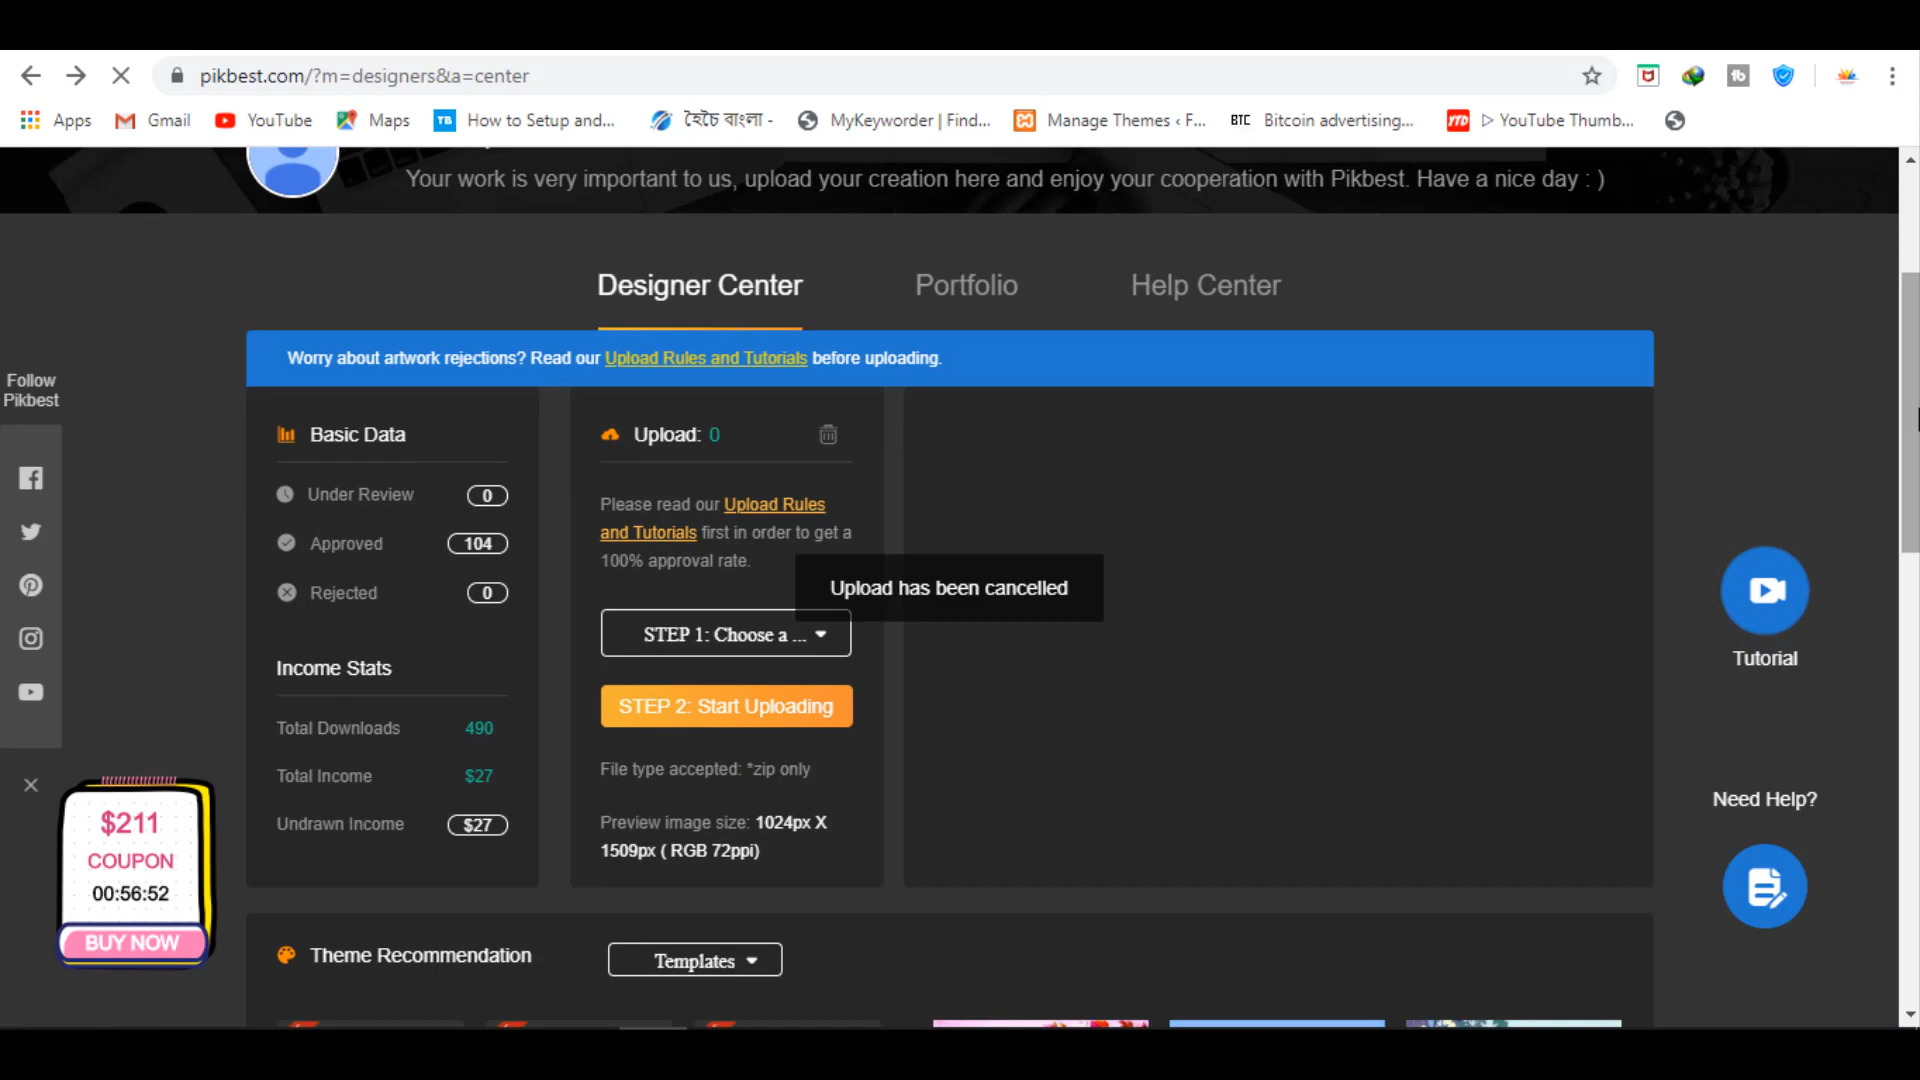 pikbest.com/?m=designers&a=center
Apps Gmail YouTube Maps TB How to Setup and... হৈচৈ বাংলা - MyKeyworder | Find... Manage Themes ‹ F... BTC Bitcoin advertising... YTD ▷ YouTube Thumb...
Your work is very important to us, upload your creation here and enjoy your cooperation with Pikbest. Have a nice day : )
Designer Center Portfolio Help Center
Worry about artwork rejections? Read our Upload Rules and Tutorials before uploading.
Follow
Pikbest
Basic Data
Under Review 0
Approved 104
Rejected 0
Income Stats
Total Downloads 490
Total Income $27
Undrawn Income $27
Upload: 0
Please read our Upload Rules
and Tutorials first in order to get a
100% approval rate.
Upload has been cancelled
STEP 1: Choose a ...
STEP 2: Start Uploading
File type accepted: *zip only
Preview image size: 1024px X
1509px ( RGB 72ppi)
Tutorial
Need Help?
$211
COUPON
00:56:52
BUY NOW
Theme Recommendation Templates